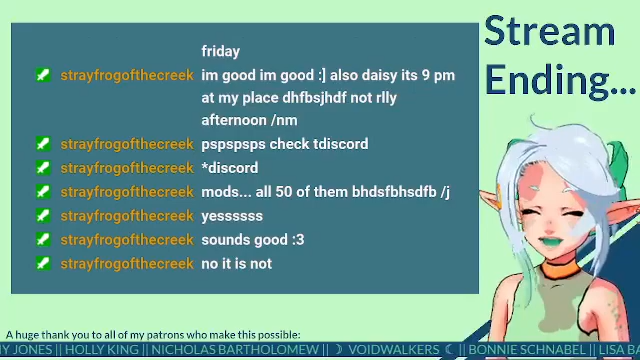 Stream
Ending...
friday
strayfrogofthecreek im good im good :] also daisy its 9 pm
at my place dhfbsjhdf not rlly
afternoon /nm
strayfrogofthecreek pspspsps check tdiscord
strayfrogofthecreek *discord
strayfrogofthecreek mods... all 50 of them bhdsfbhsdfb /j
strayfrogofthecreek yessssss
strayfrogofthecreek sounds good :3
strayfrogofthecreek no it is not
A huge thank you to all of my patrons who make this possible:
JONES || HOLLY KING || NICHOLAS BARTHOLOMEW || ☽ VOIDWALKERS ☾ || BONNIE SCHNABEL || LISA